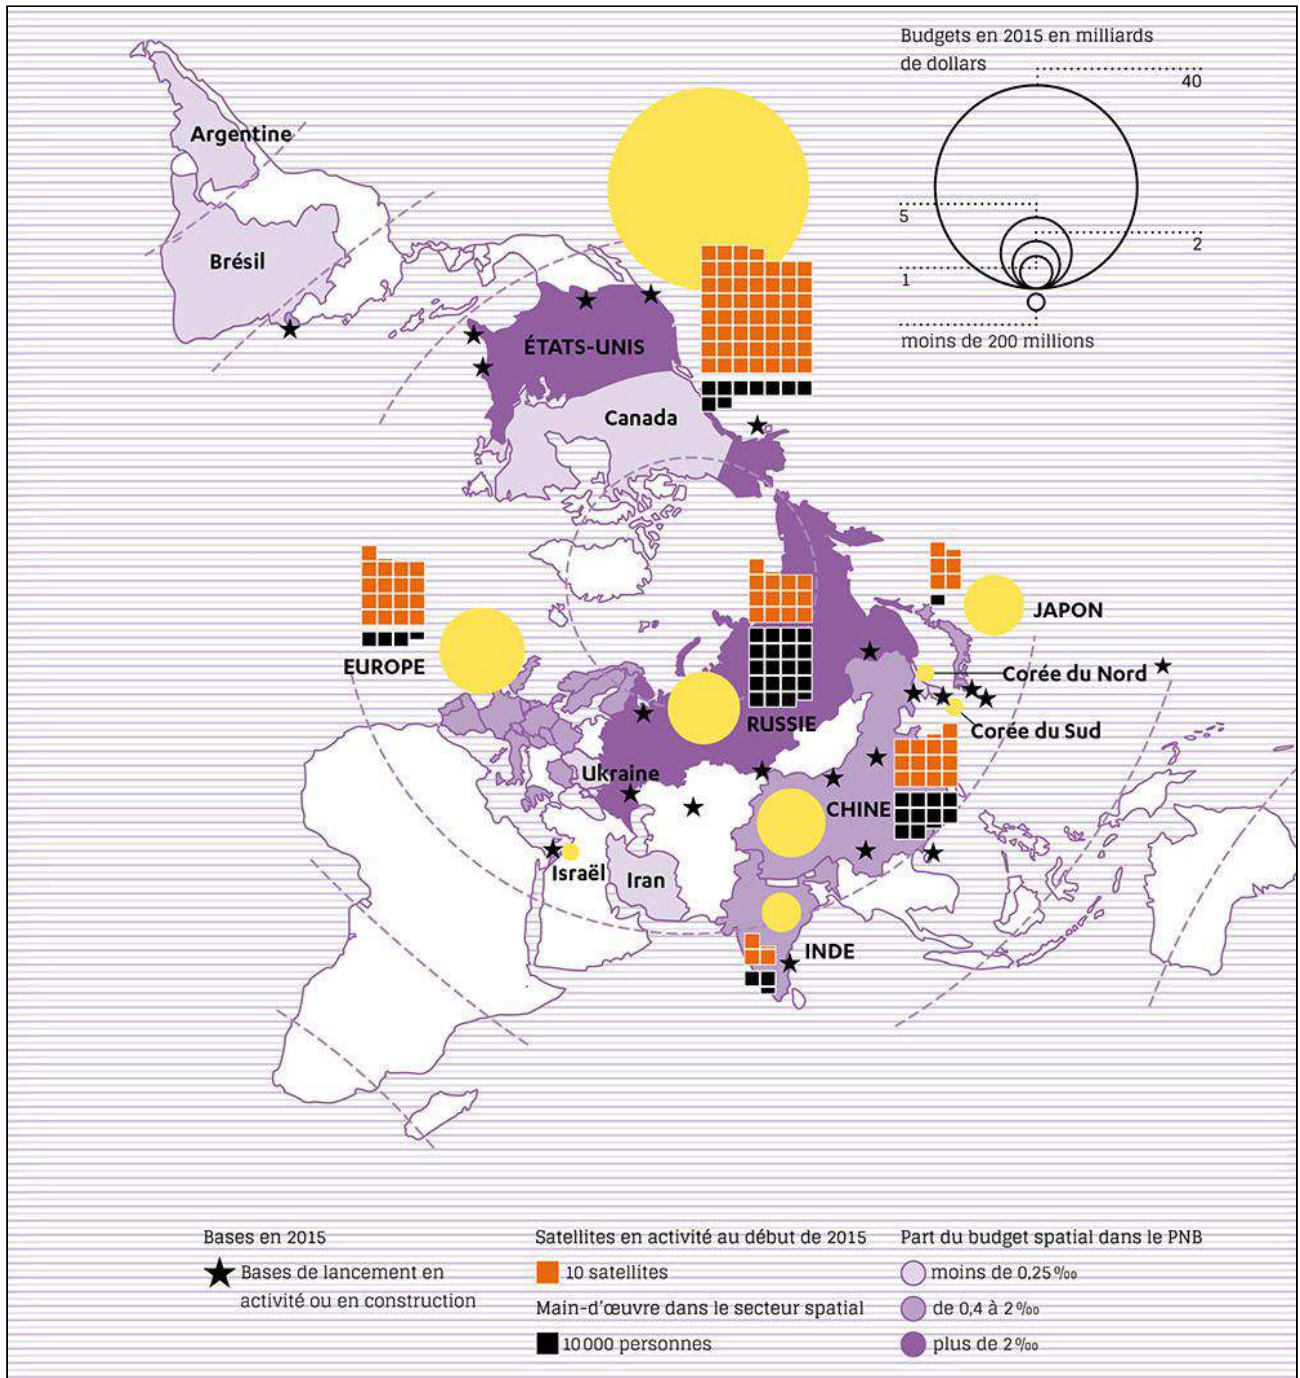 Budgets en 2015 en milliards
de dollars
40
5
2
1
moins de 200 millions
Argentine
Brésil
ÉTATS-UNIS
Canada
EUROPE
JAPON
Corée du Nord
RUSSIE
Corée du Sud
Ukraine
CHINE
Israël
Iran
INDE
Bases en 2015
Bases de lancement en
activité ou en construction
Satellites en activité au début de 2015
10 satellites
Main-d'œuvre dans le secteur spatial
10 000 personnes
Part du budget spatial dans le PNB
moins de 0,25 ‰
de 0,4 à 2 ‰
plus de 2 ‰